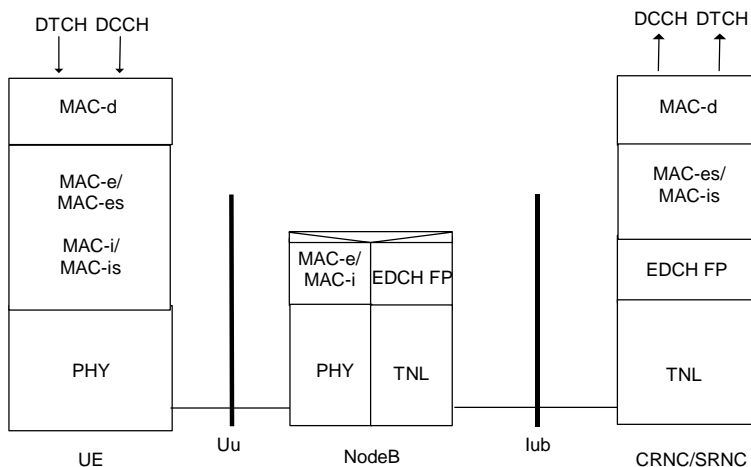 DTCH DCCH
DCCH DTCH
MAC-d
MAC-d
MAC-e/
MAC-es
MAC-i/
MAC-is
MAC-es/
MAC-is
MAC-e/
MAC-i
EDCH FP
EDCH FP
PHY
PHY
TNL
TNL
UE
Uu
NodeB
Iub
CRNC/SRNC